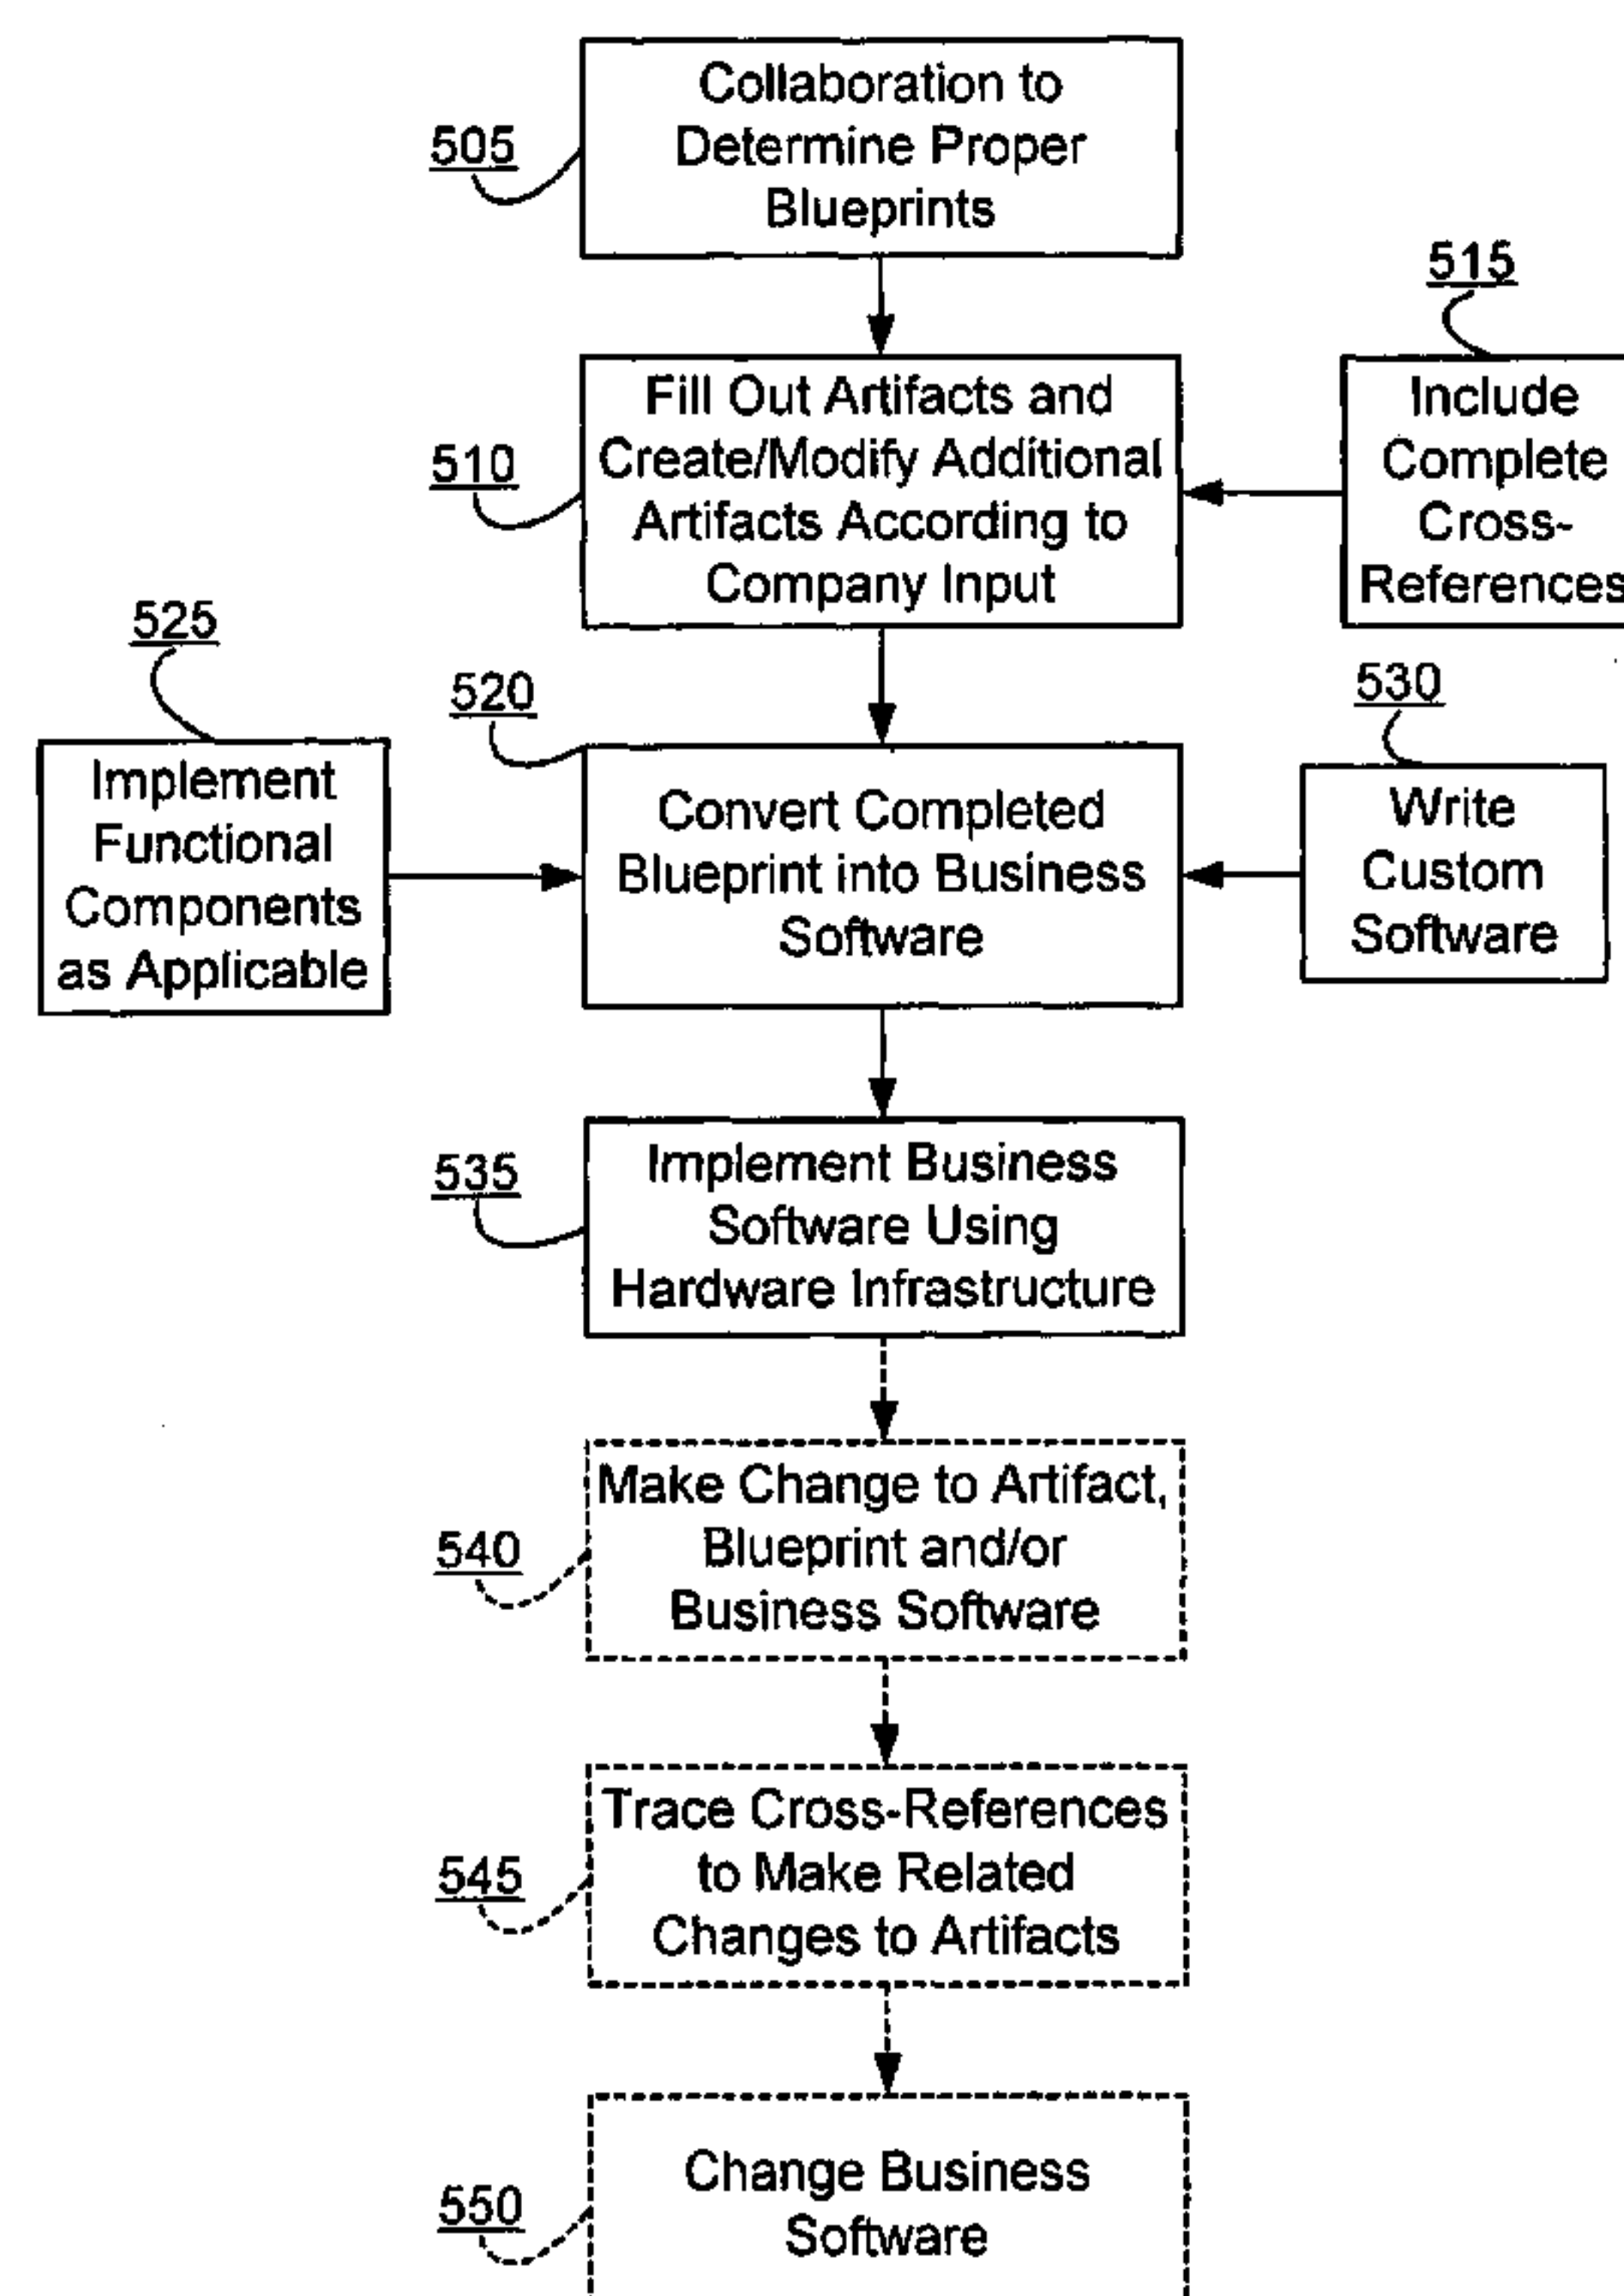 Collaboration to
Determine Proper
Blueprints
505
515
Fill Out Artifacts and
Create/Modify Additional
Artifacts According to
Company Input
510
Include
Complete
Cross-
References
525
520
530
Implement
Functional
Components
as Applicable
Convert Completed
Blueprint into Business
Software
Write
Custom
Software
535
Implement Business
Software Using
Hardware Infrastructure
Make Change to Artifact,
Blueprint and/or
Business Software
540
Trace Cross-References
to Make Related
Changes to Artifacts
545
Change Business
Software
550